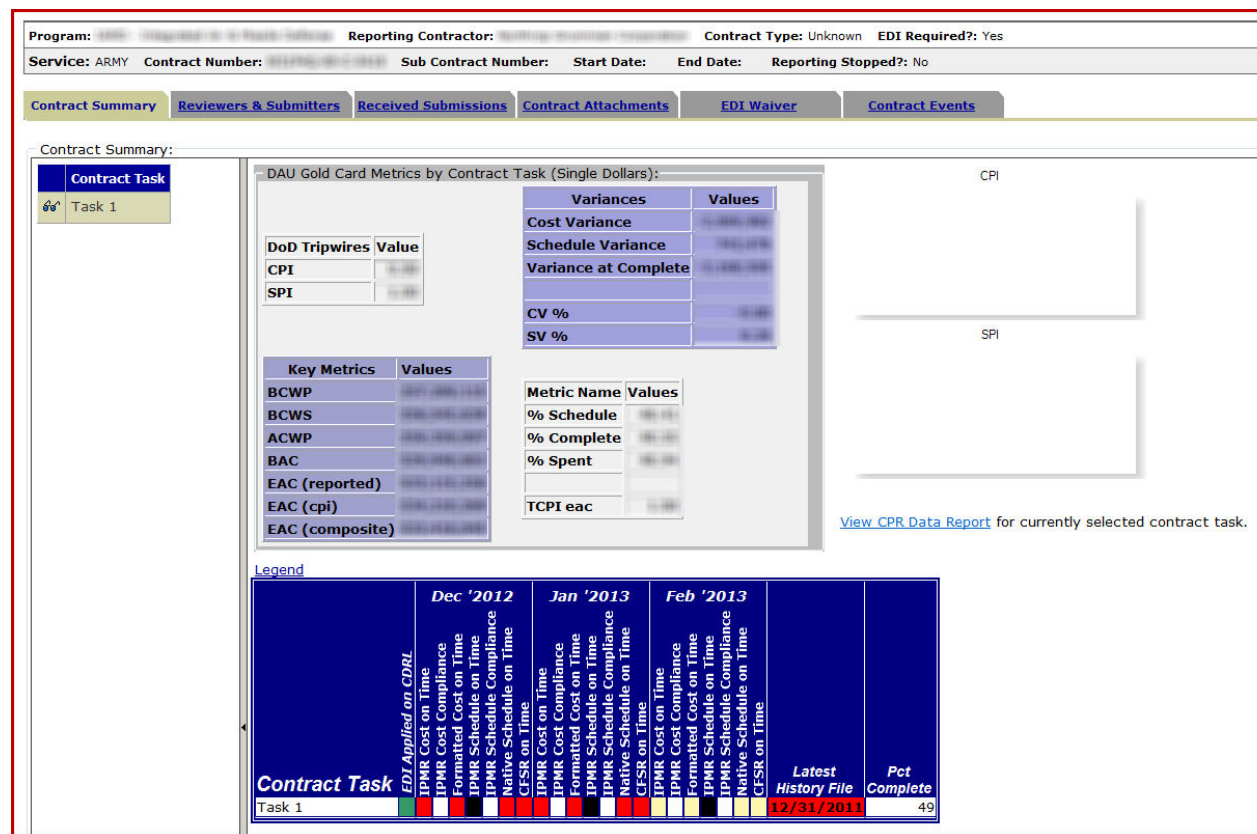 Program: Reporting Contractor: Contract Type: Unknown EDI Required?: Yes
Service: ARMY Contract Number: Sub Contract Number: Start Date: End Date: Reporting Stopped?: No
Contract Summary Reviewers & Submitters Received Submissions Contract Attachments EDI Waiver Contract Events
Contract Summary:
Contract Task
Task 1
DAU Gold Card Metrics by Contract Task (Single Dollars):
DoD Tripwires Value
CPI
SPI
Variances Values
Cost Variance
Schedule Variance
Variance at Complete
CV %
SV %
Key Metrics Values
BCWP
BCWS
ACWP
BAC
EAC (reported)
EAC (cpi)
EAC (composite)
Metric Name Values
% Schedule
% Complete
% Spent
TCPI eac
CPI
SPI
View CPR Data Report for currently selected contract task.
Legend
Dec '2012 Jan '2013 Feb '2013
Contract Task
EDI Applied on CDRL
IPMR Cost on Time
IPMR Cost Compliance
Formatted Cost on Time
IPMR Schedule on Time
IPMR Schedule Compliance
Native Schedule on Time
CFSR on Time
IPMR Cost on Time
IPMR Cost Compliance
Formatted Cost on Time
IPMR Schedule on Time
IPMR Schedule Compliance
Native Schedule on Time
CFSR on Time
IPMR Cost on Time
IPMR Cost Compliance
Formatted Cost on Time
IPMR Schedule on Time
IPMR Schedule Compliance
Native Schedule on Time
CFSR on Time
Latest
History File
Pct
Complete
Task 1 12/31/2011 49